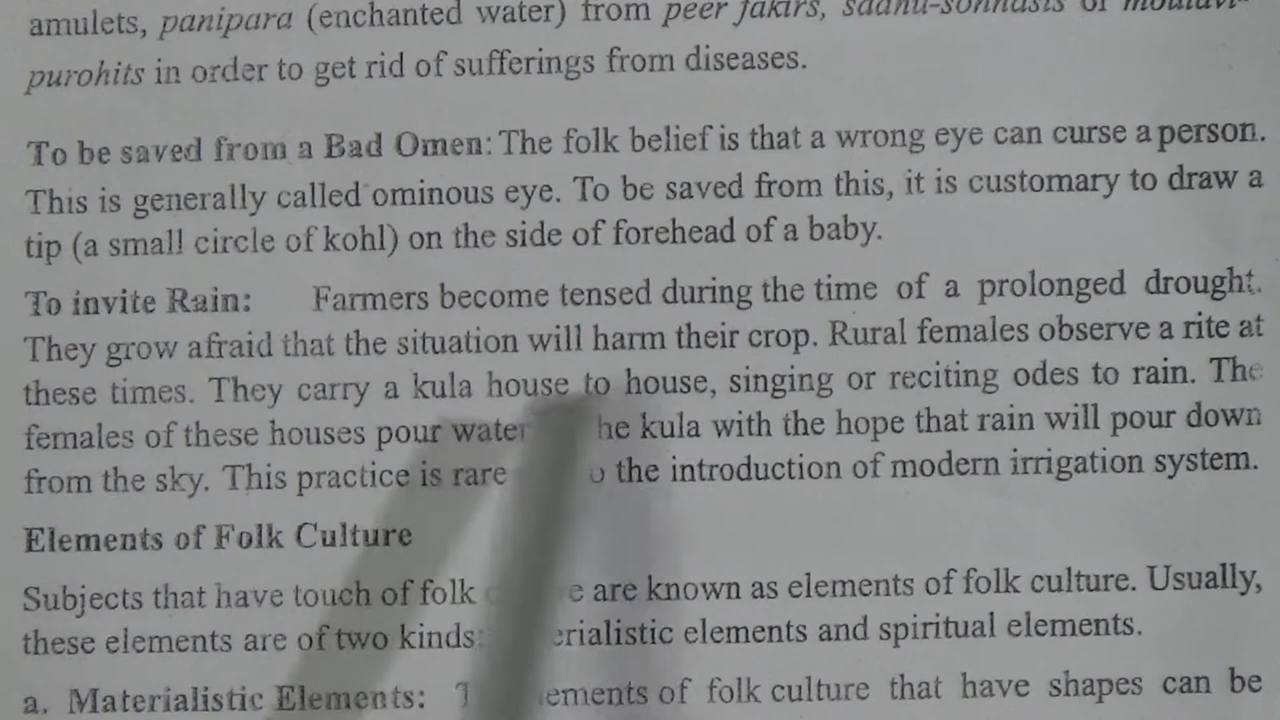 amulets, panipara (enchanted water) from peer fakirs, sadhu-sonnasis or moulavi-
purohits in order to get rid of sufferings from diseases.
To be saved from a Bad Omen: The folk belief is that a wrong eye can curse a person.
This is generally called ominous eye. To be saved from this, it is customary to draw a
tip (a small circle of kohl) on the side of forehead of a baby.
To invite Rain: Farmers become tensed during the time of a prolonged drought.
They grow afraid that the situation will harm their crop. Rural females observe a rite at
these times. They carry a kula house to house, singing or reciting odes to rain. The
females of these houses pour water he kula with the hope that rain will pour down
from the sky. This practice is rare the introduction of modern irrigation system.
Elements of Folk Culture
Subjects that have touch of folk are known as elements of folk culture. Usually,
these elements are of two kinds: erialistic elements and spiritual elements.
a. Materialistic Elements: ements of folk culture that have shapes can be